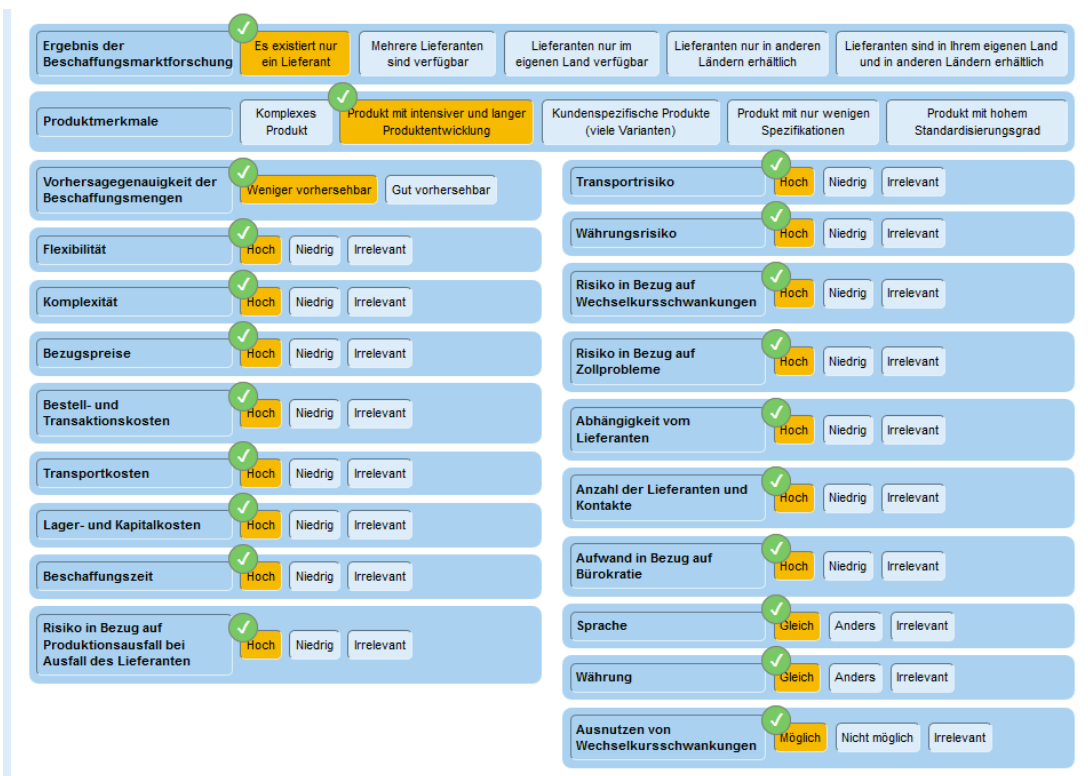 Ergebnis der
Beschaffungsmarktforschung
Es existiert nur
ein Lieferant
Mehrere Lieferanten
sind verfügbar
Lieferanten nur im
eigenen Land verfügbar
Lieferanten nur in anderen
Ländern erhältlich
Lieferanten sind in Ihrem eigenen Land
und in anderen Ländern erhältlich
Produktmerkmale
Komplexes
Produkt
Produkt mit intensiver und langer
Produktentwicklung
Kundenspezifische Produkte
(viele Varianten)
Produkt mit nur wenigen
Spezifikationen
Produkt mit hohem
Standardisierungsgrad
Vorhersagegenauigkeit der
Beschaffungsmengen
Weniger vorhersehbar
Gut vorhersehbar
Flexibilität
Hoch Niedrig Irrelevant
Komplexität
Hoch Niedrig Irrelevant
Bezugspreise
Hoch Niedrig Irrelevant
Bestell- und
Transaktionskosten
Hoch Niedrig Irrelevant
Transportkosten
Hoch Niedrig Irrelevant
Lager- und Kapitalkosten
Hoch Niedrig Irrelevant
Beschaffungszeit
Hoch Niedrig Irrelevant
Risiko in Bezug auf
Produktionsausfall bei
Ausfall des Lieferanten
Hoch Niedrig Irrelevant
Transportrisiko
Hoch Niedrig Irrelevant
Währungsrisiko
Hoch Niedrig Irrelevant
Risiko in Bezug auf
Wechselkursschwankungen
Hoch Niedrig Irrelevant
Risiko in Bezug auf
Zollprobleme
Hoch Niedrig Irrelevant
Abhängigkeit vom
Lieferanten
Hoch Niedrig Irrelevant
Anzahl der Lieferanten und
Kontakte
Hoch Niedrig Irrelevant
Aufwand in Bezug auf
Bürokratie
Hoch Niedrig Irrelevant
Sprache
Gleich Anders Irrelevant
Währung
Gleich Anders Irrelevant
Ausnutzen von
Wechselkursschwankungen
Möglich Nicht möglich Irrelevant